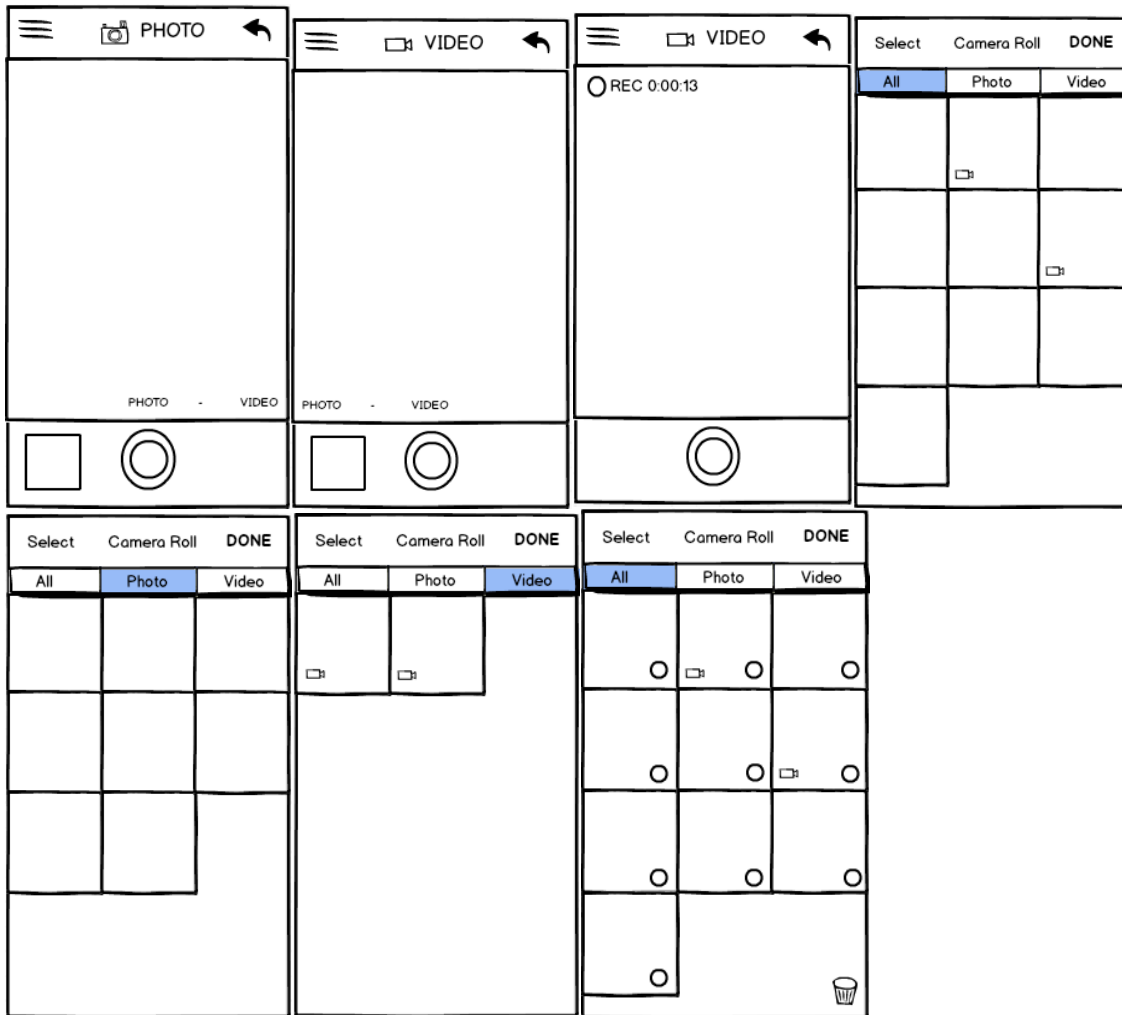 PHOTO
PHOTO - VIDEO
VIDEO
PHOTO - VIDEO
VIDEO
REC 0:00:13
Select Camera Roll DONE
All Photo Video
Select Camera Roll DONE
All Photo Video
Select Camera Roll DONE
All Photo Video
Select Camera Roll DONE
All Photo Video